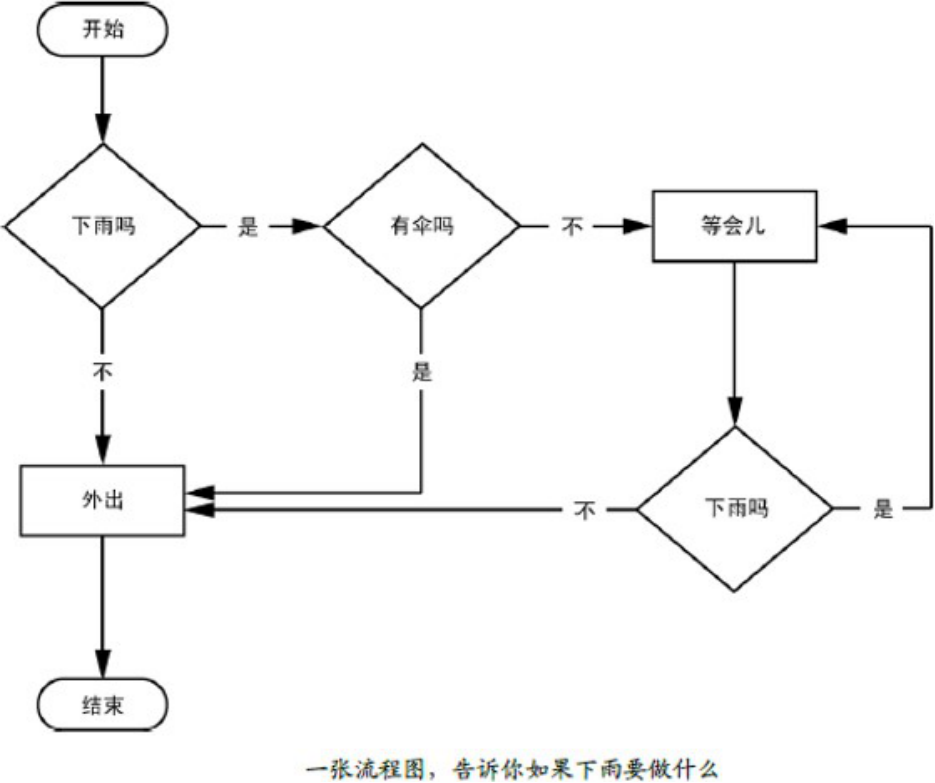 开始
下雨吗
是
有伞吗
不
等会儿
不
是
外出
不
下雨吗
是
结束
一张流程图，告诉你如果下雨要做什么